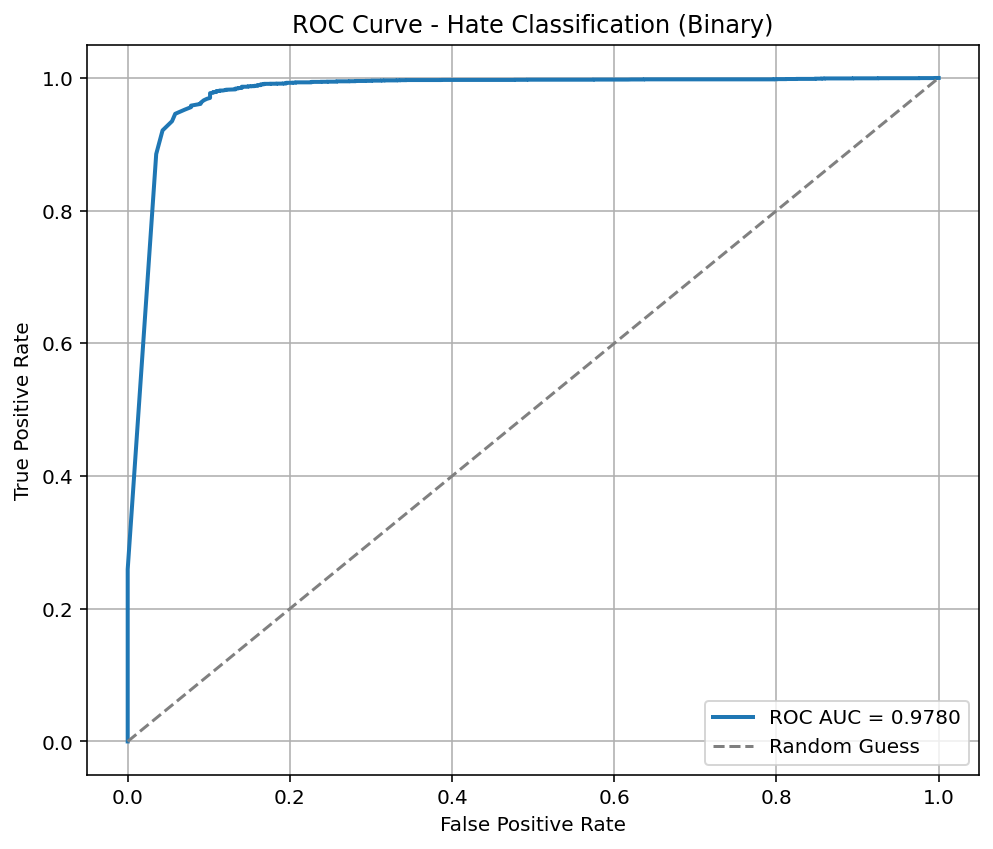 ROC Curve - Hate Classification (Binary)
True Positive Rate
1.0
0.8
0.6
0.4
0.2
0.0
ROC AUC = 0.9780
Random Guess
0.0 0.2 0.4 0.6 0.8 1.0
False Positive Rate